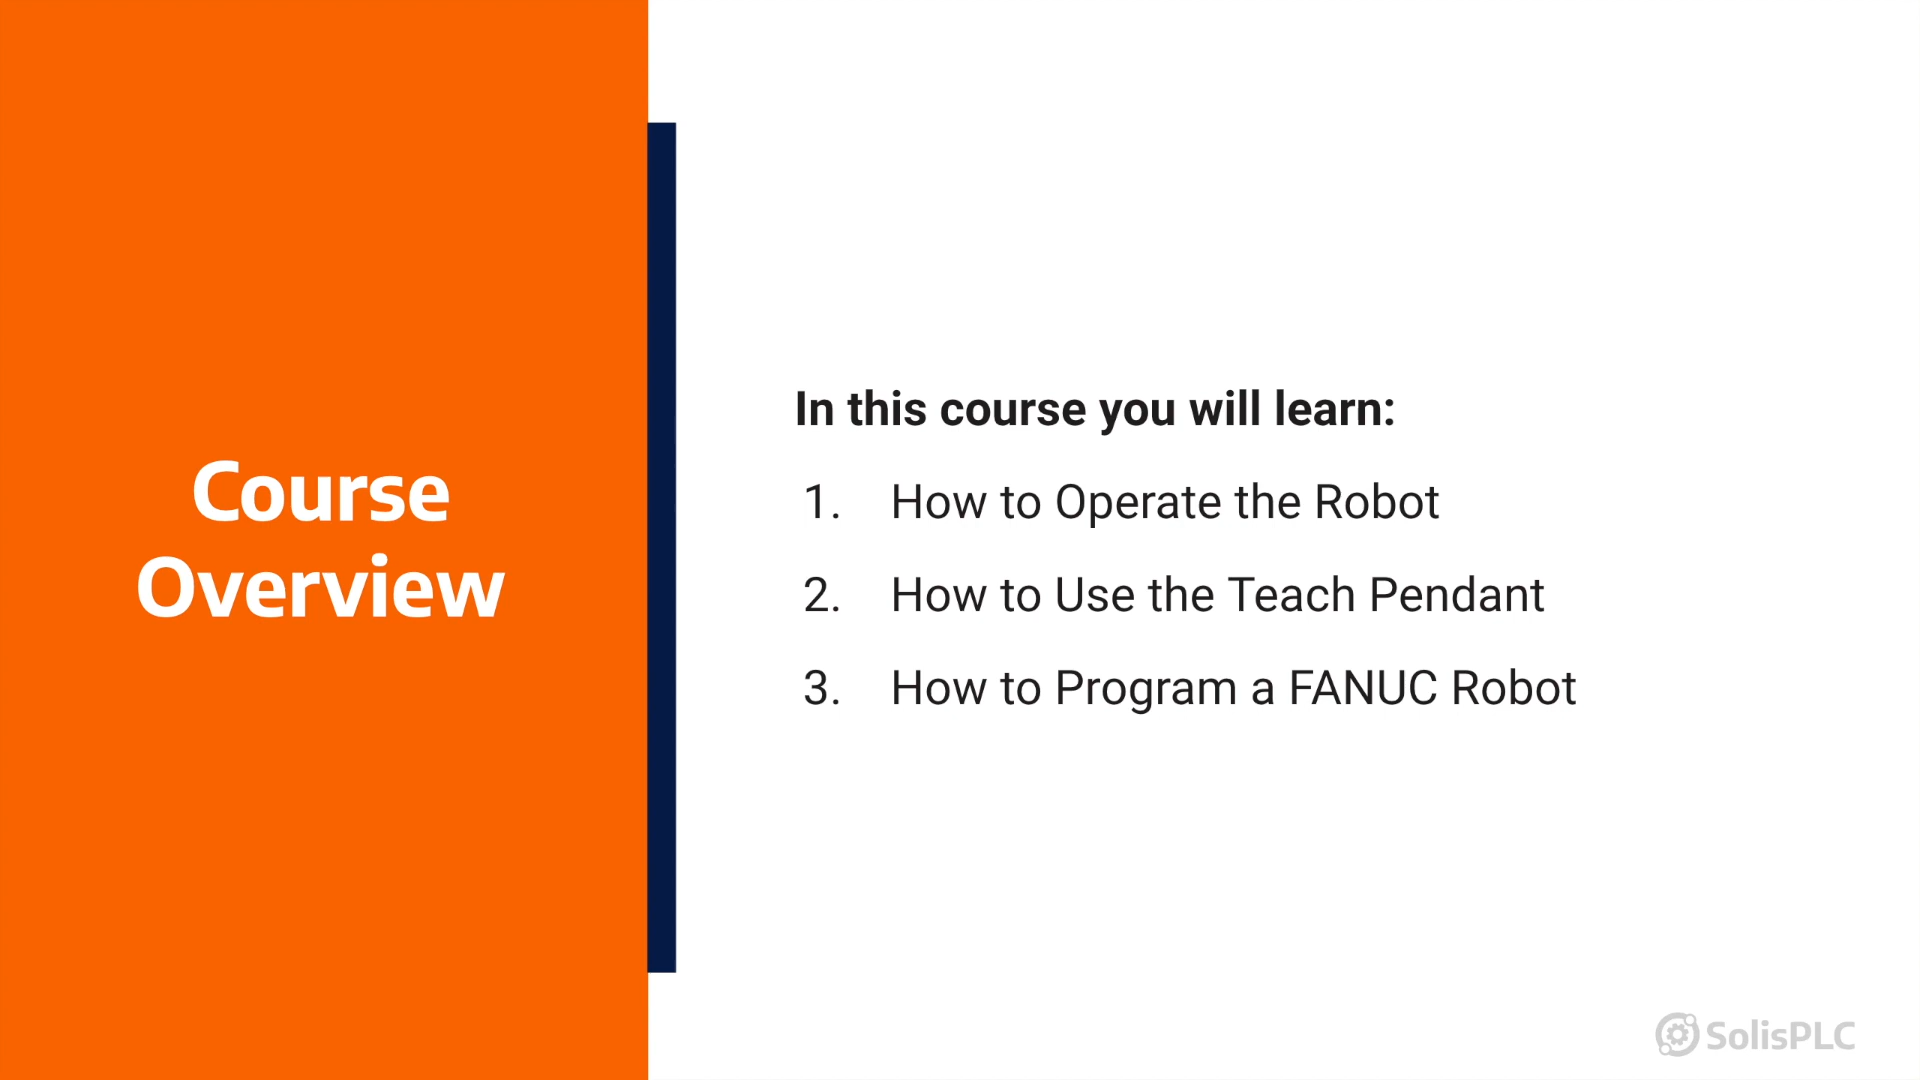 Course
Overview
In this course you will learn:
1. How to Operate the Robot
2. How to Use the Teach Pendant
3. How to Program a FANUC Robot
SolisPLC